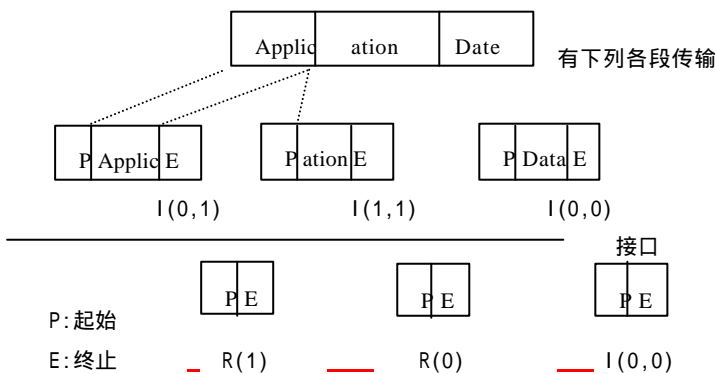 Applic ation Date
有下列各段传输
P Applic E P ation E P Data E
I(0,1) I(1,1) I(0,0)
接口
P E P E P E
P:起始
E:终止 R(1) R(0) I(0,0)